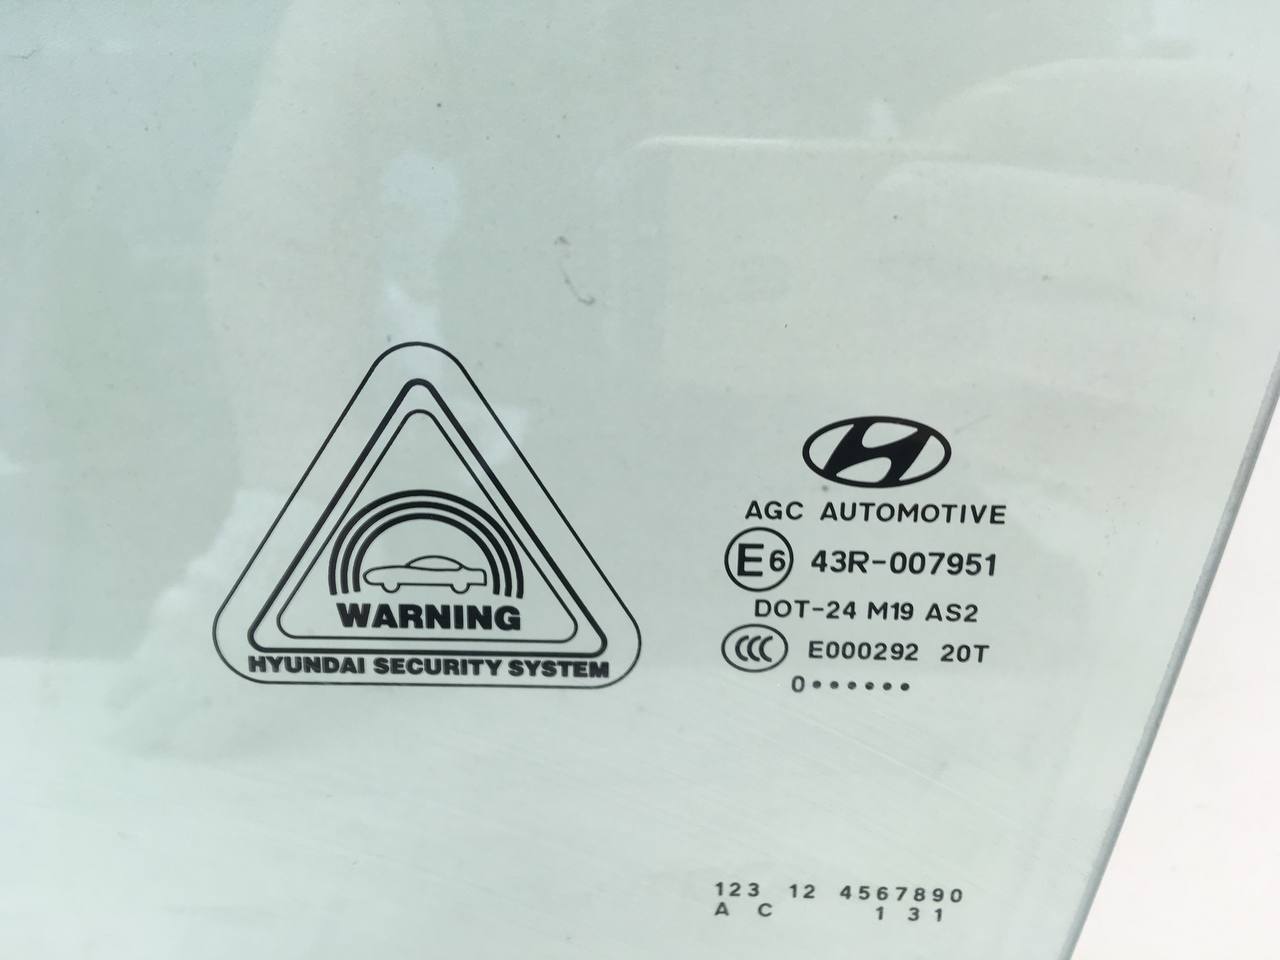 WARNING
HYUNDAI SECURITY SYSTEM
AGC AUTOMOTIVE
E6 43R-007951
DOT-24 M19 AS2
CCC E000292 20T
0••••••
123 12 4567890
A C 1 3 1